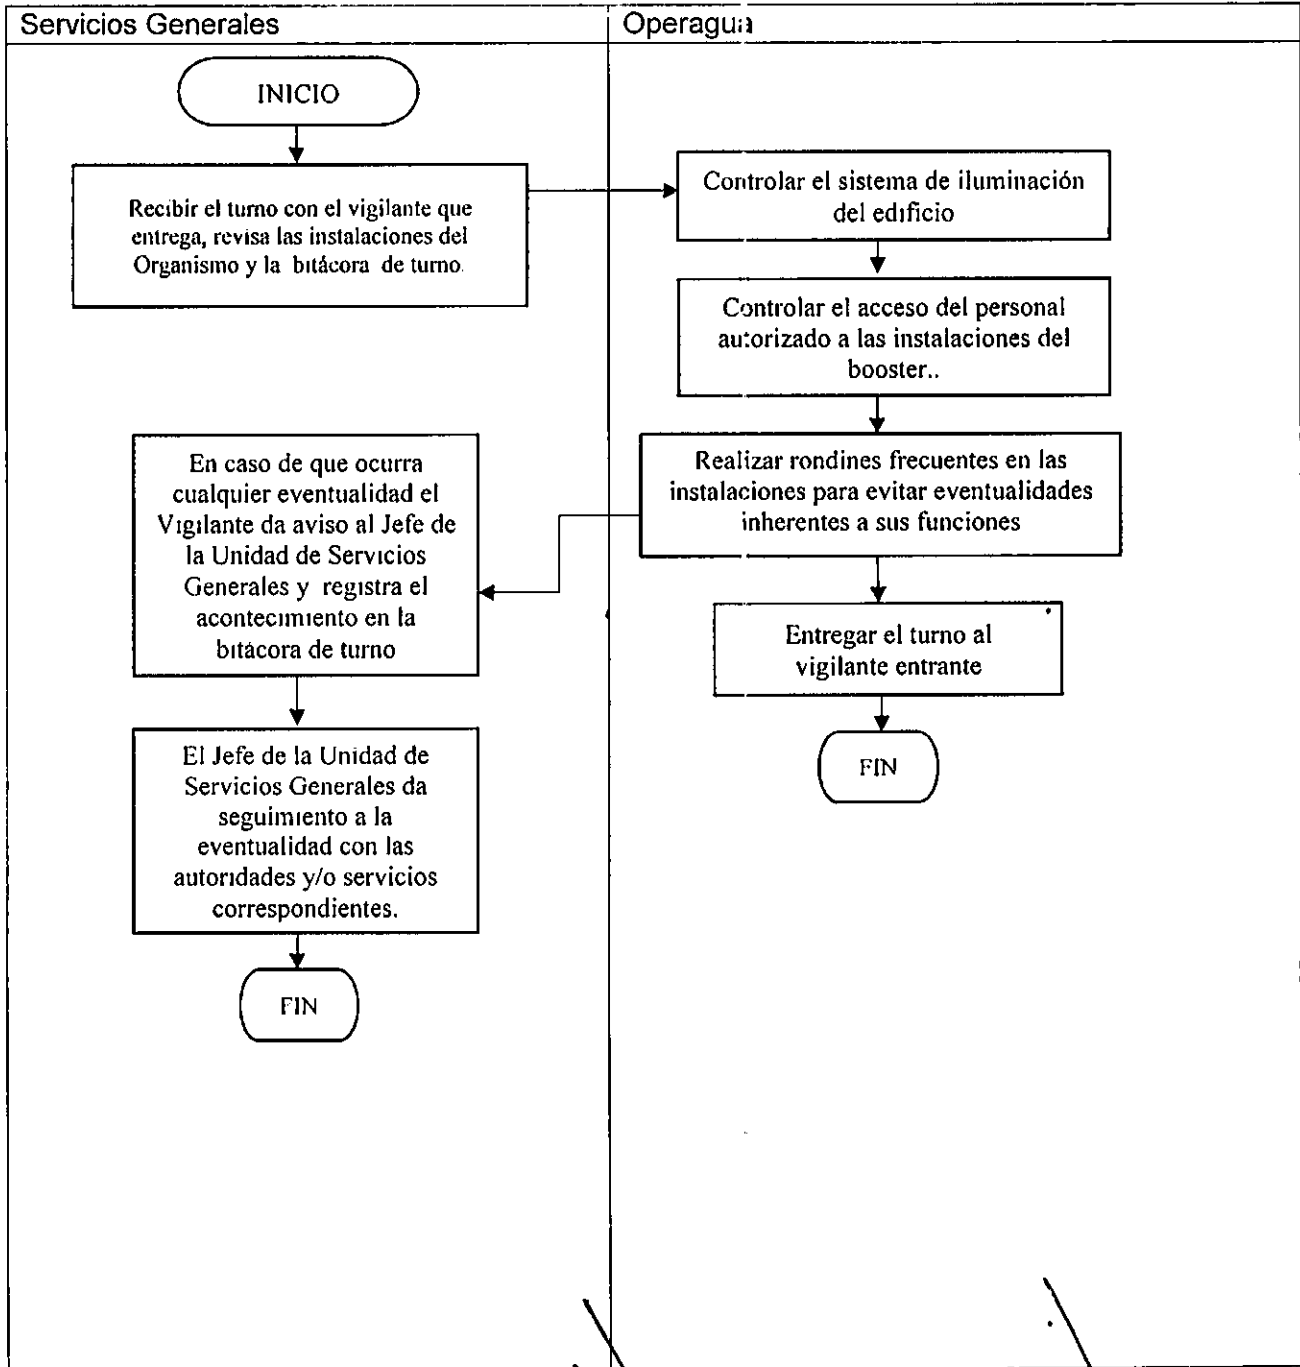 Servicios Generales
Operagua
INICIO
Recibir el turno con el vigilante que
entrega, revisa las instalaciones del
Organismo y la bitácora de turno.
Controlar el sistema de iluminación
del edificio
Controlar el acceso del personal
autorizado a las instalaciones del
booster..
Realizar rondines frecuentes en las
instalaciones para evitar eventualidades
inherentes a sus funciones
En caso de que ocurra
cualquier eventualidad el
Vigilante da aviso al Jefe de
la Unidad de Servicios
Generales y registra el
acontecimiento en la
bitácora de turno
Entregar el turno al
vigilante entrante
FIN
El Jefe de la Unidad de
Servicios Generales da
seguimiento a la
eventualidad con las
autoridades y/o servicios
correspondientes.
FIN